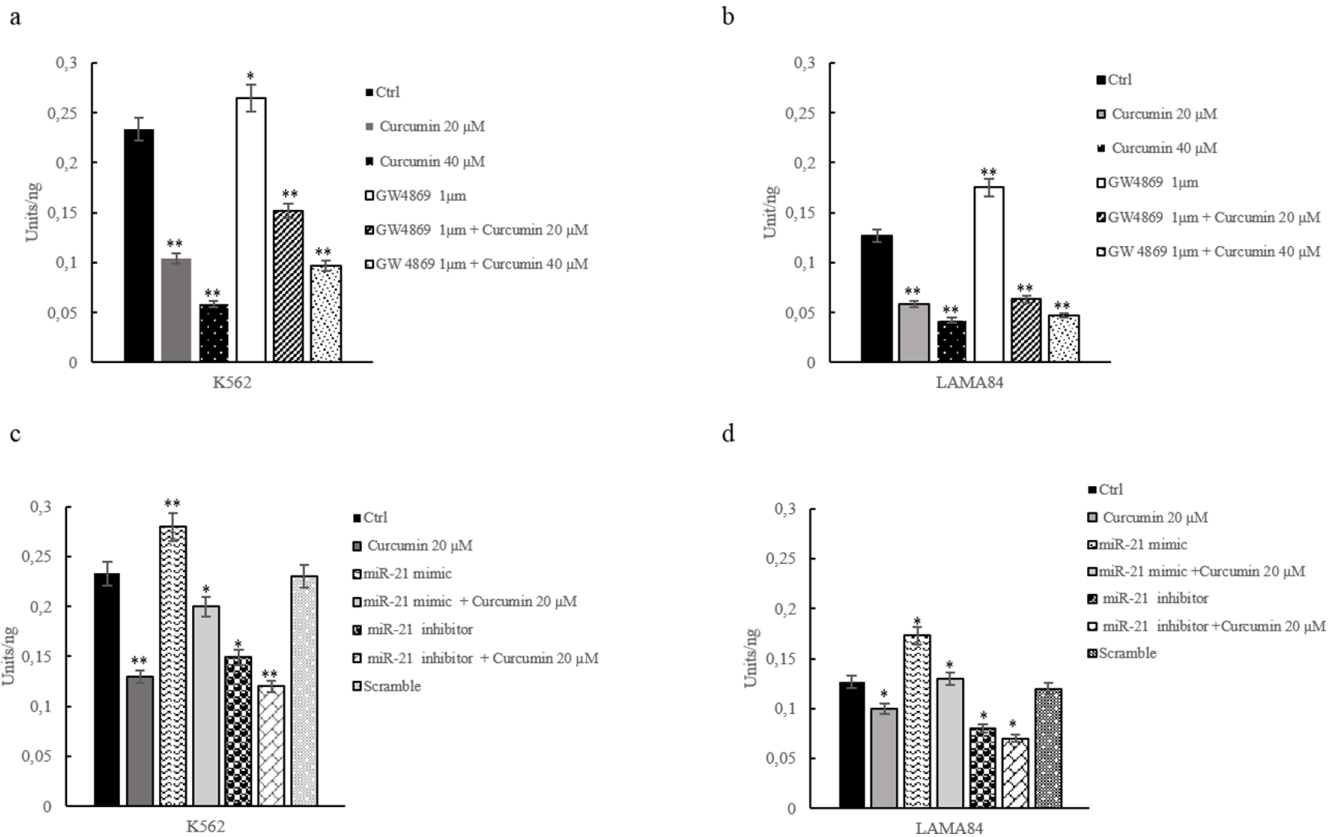 a
0,3
0,25
0,2
0,15
0,1
0,05
0
Units/ng
*
**
**
**
**
K562
Ctrl
Curcumin 20 µM
Curcumin 40 µM
GW4869 1µm
GW4869 1µm + Curcumin 20 µM
GW 4869 1µm + Curcumin 40 µM
b
0,3
0,25
0,2
0,15
0,1
0,05
0
Unit/ng
**
**
**
**
**
LAMA84
Ctrl
Curcumin 20 µM
Curcumin 40 µM
GW4869 1µm
GW4869 1µm + Curcumin 20 µM
GW 4869 1µm + Curcumin 40 µM
c
0,3
0,25
0,2
0,15
0,1
0,05
0
Units/ng
**
**
*
*
**
K562
Ctrl
Curcumin 20 µM
miR-21 mimic
miR-21 mimic + Curcumin 20 µM
miR-21 inhibitor
miR-21 inhibitor + Curcumin 20 µM
Scramble
d
0,3
0,25
0,2
0,15
0,1
0,05
0
Units/ng
*
*
*
*
*
LAMA84
Ctrl
Curcumin 20 µM
miR-21 mimic
miR-21 mimic +Curcumin 20 µM
miR-21 inhibitor
miR-21 inhibitor +Curcumin 20 µM
Scramble